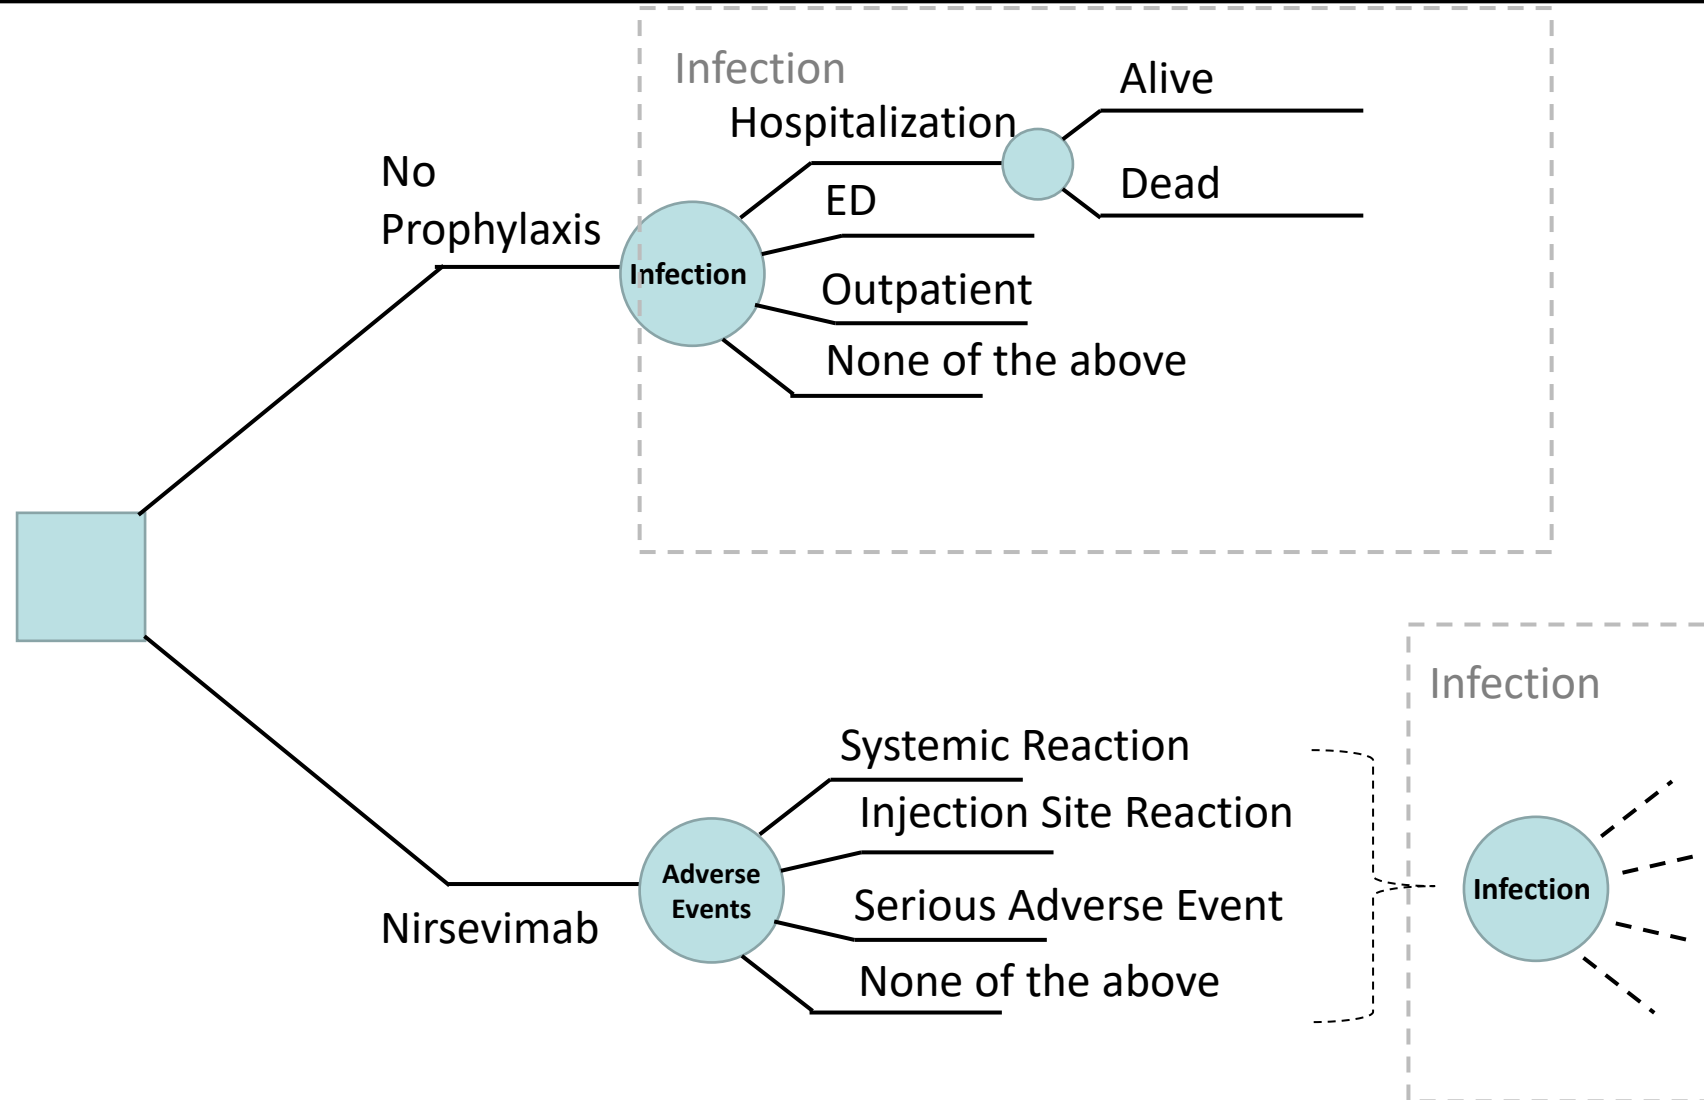 Infection
Alive
Hospitalization
No
Prophylaxis
Dead
ED
Infection
Outpatient
None of the above
Infection
Systemic Reaction
Injection Site Reaction
Adverse
Events
Serious Adverse Event
Infection
Nirsevimab
None of the above